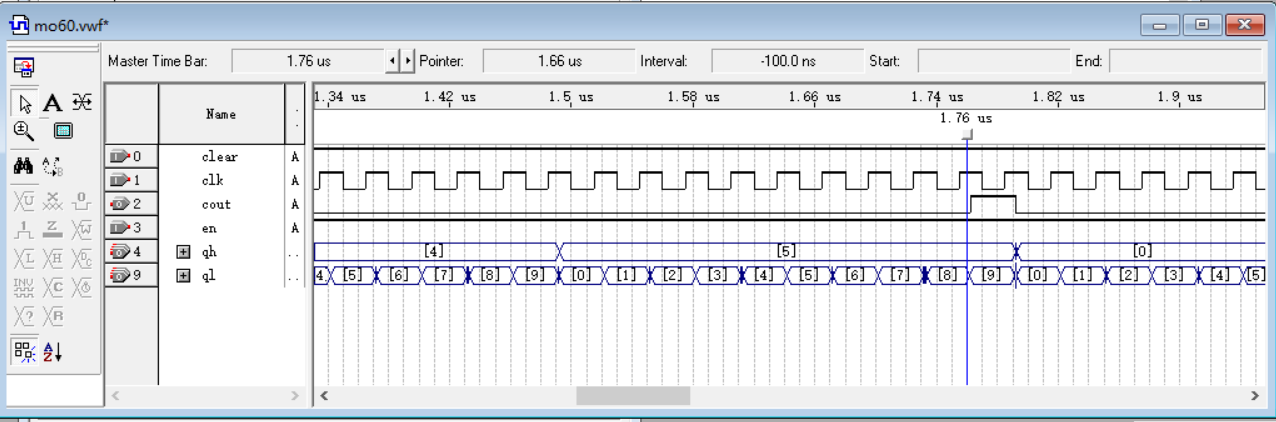 mo60.vwf*
Master Time Bar: 1.76 us Pointer: 1.66 us Interval: -100.0 ns Start: End:
Name
1.34 us 1.42 us 1.5 us 1.58 us 1.66 us 1.74 us 1.82 us 1.9 us
1.76 us
0 clear A
1 clk A
2 cout A
3 en A
4 qh .. [4] [5] [0]
9 ql .. 4 [5] [6] [7] [8] [9] [0] [1] [2] [3] [4] [5] [6] [7] [8] [9] [0] [1] [2] [3] [4] [5]